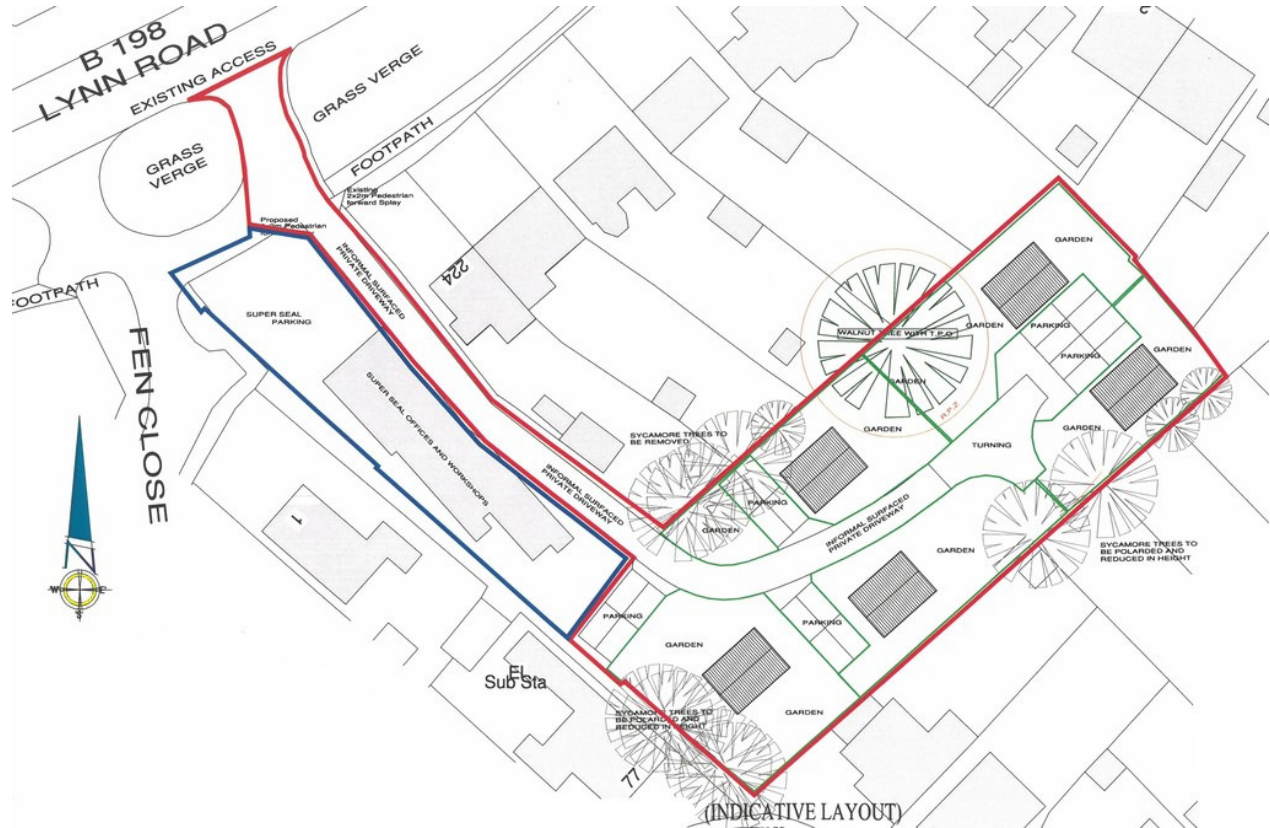 B 198
LYNN ROAD
EXISTING ACCESS
GRASS VERGE
FOOTPATH
GRASS
VERGE
Existing
2x2m Pedestrian
forward Splay
Proposed
Pedestrian
FOOTPATH
FEN CLOSE
SUPER SEAL
PARKING
INFORMAL SURFACED
PRIVATE DRIVEWAY
224
SUPER SEAL OFFICES AND WORKSHOPS
INFORMAL SURFACED
PRIVATE DRIVEWAY
1
N
W
E
S
GARDEN
WALNUT TREE WITH T.P.O
GARDEN
PARKING
PARKING
GARDEN
GARDEN
R.P.Z
GARDEN
GARDEN
TURNING
SYCAMORE TREES TO
BE REMOVED
PARKING
GARDEN
INFORMAL SURFACED
PRIVATE DRIVEWAY
GARDEN
SYCAMORE TREES TO
BE POLARDED AND
REDUCED IN HEIGHT
PARKING
PARKING
GARDEN
El
Sub Sta
SYCAMORE TREES TO
BE POLARDED AND
REDUCED IN HEIGHT
GARDEN
77
(INDICATIVE LAYOUT)